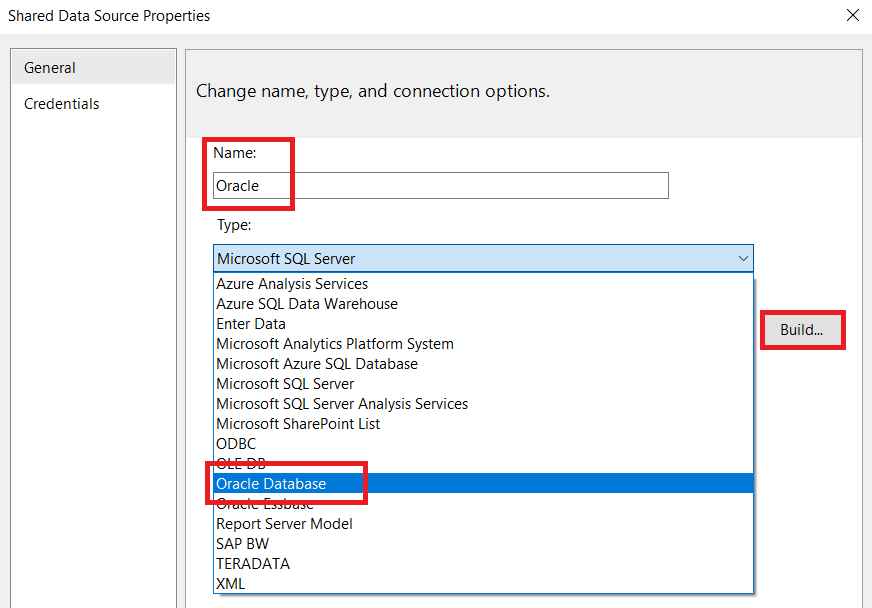 Shared Data Source Properties
General
Credentials
Change name, type, and connection options.
Name:
Oracle
Type:
Microsoft SQL Server
Azure Analysis Services
Azure SQL Data Warehouse
Enter Data
Microsoft Analytics Platform System
Microsoft Azure SQL Database
Microsoft SQL Server
Microsoft SQL Server Analysis Services
Microsoft SharePoint List
ODBC
OLE DB
Oracle Database
Oracle Essbase
Report Server Model
SAP BW
TERADATA
XML
Build...